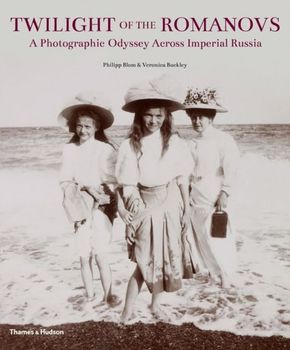 TWILIGHT OF THE ROMANOVS
A Photographic Odyssey Across Imperial Russia
Philipp Blom & Veronica Buckley
Thames & Hudson